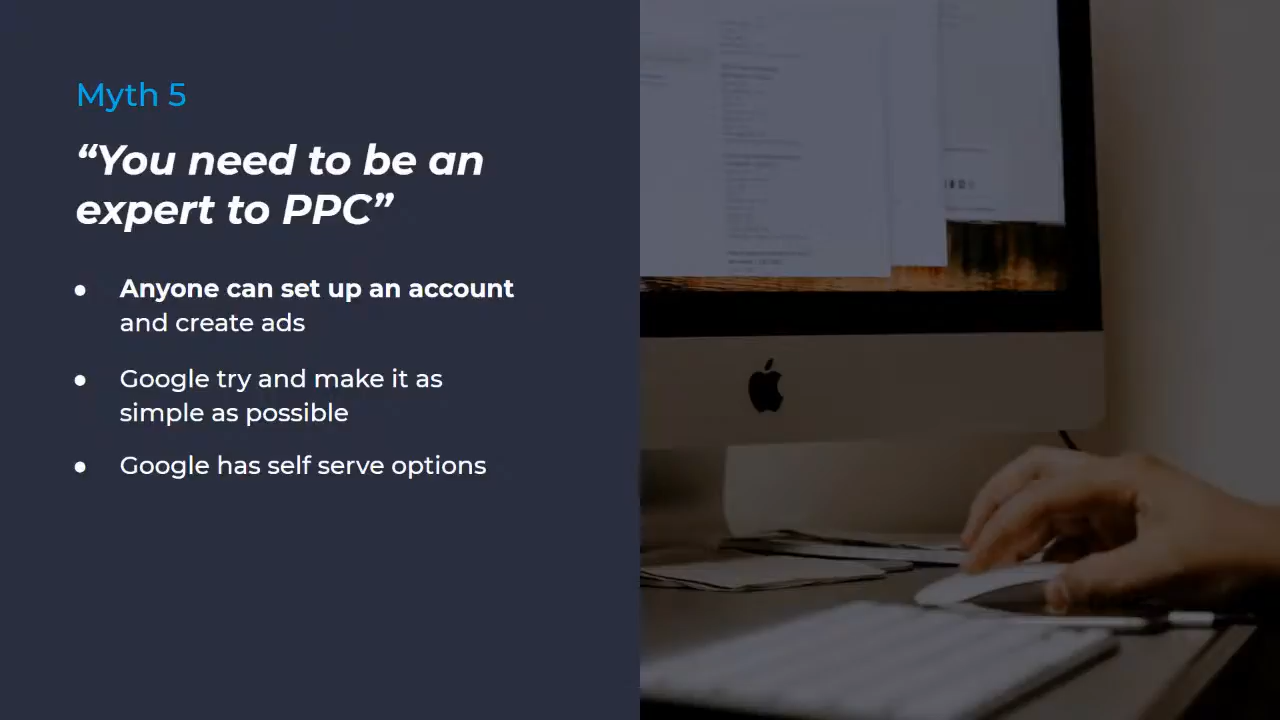 Myth 5
“You need to be an
expert to PPC”
● Anyone can set up an account
and create ads
● Google try and make it as
simple as possible
● Google has self serve options